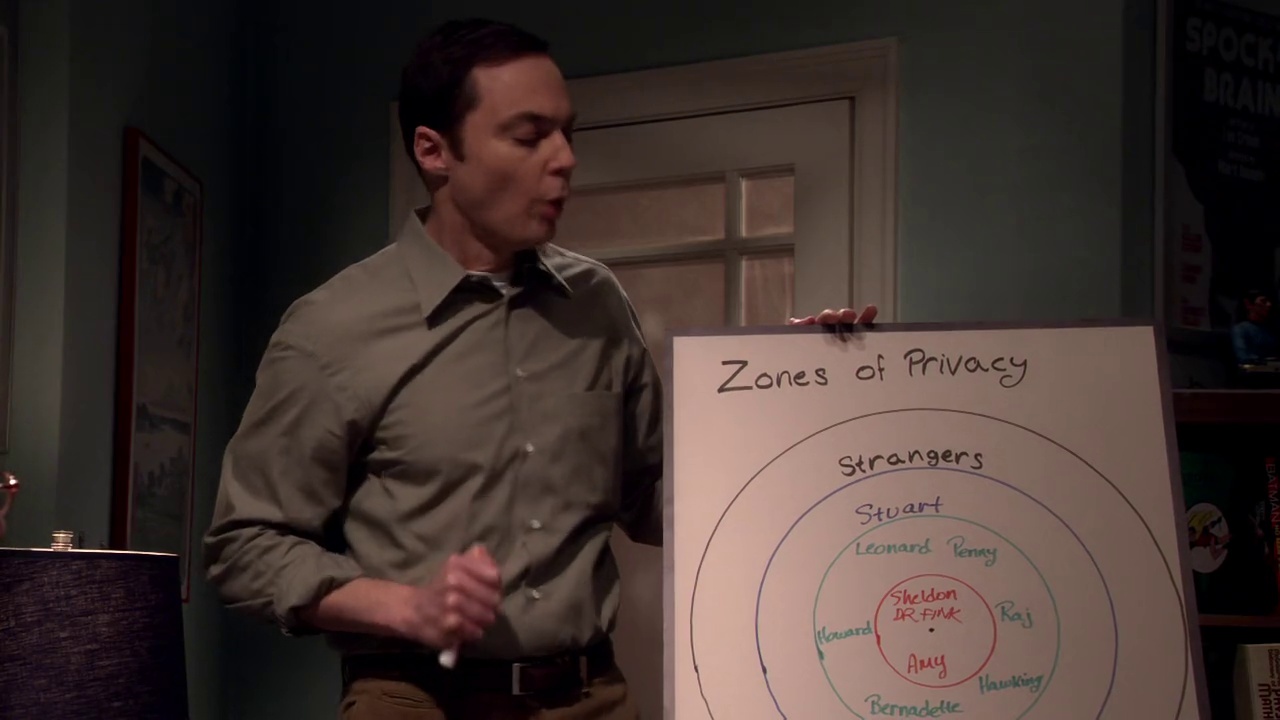 SPOCK
BRAIN
Zones of Privacy
Strangers
Stuart
Leonard Penny
Sheldon
DR. FINK
Howard
Raj
Amy
Hawking
Bernadette